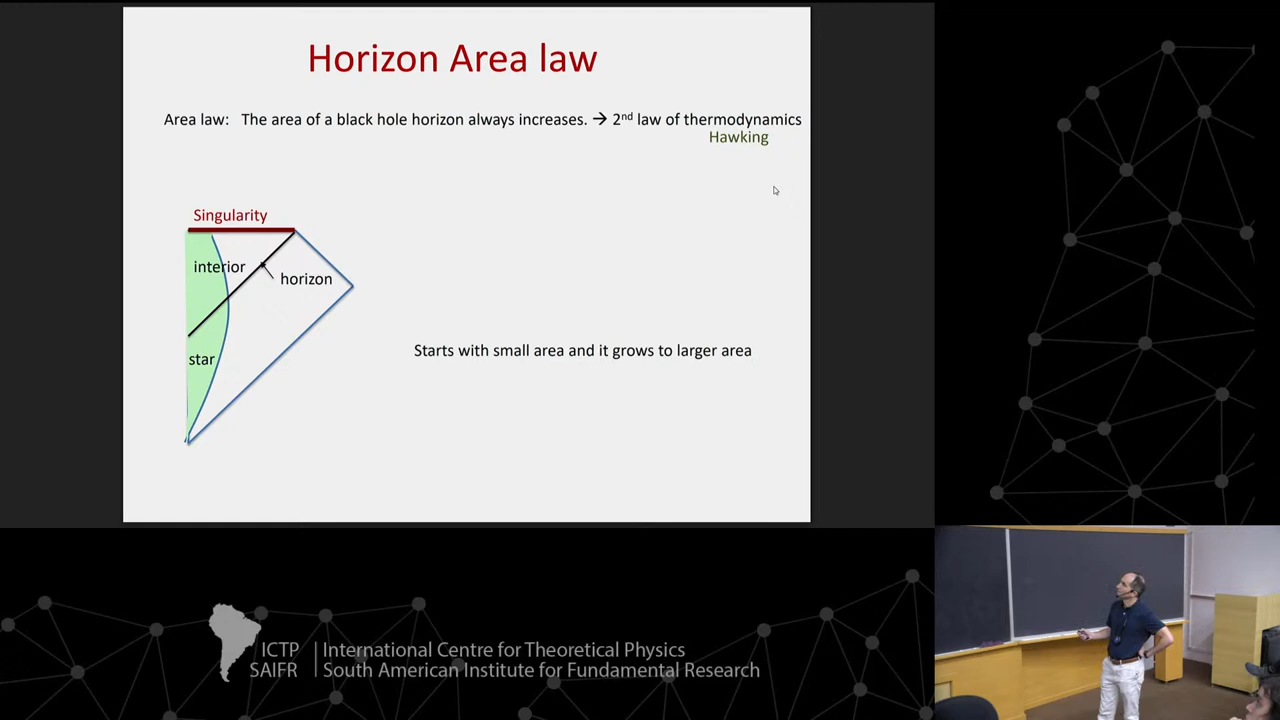 Horizon Area law
Area law: The area of a black hole horizon always increases. → 2nd law of thermodynamics
Hawking
Singularity
interior
horizon
star
Starts with small area and it grows to larger area
ICTP
SAIFR
International Centre for Theoretical Physics
South American Institute for Fundamental Research